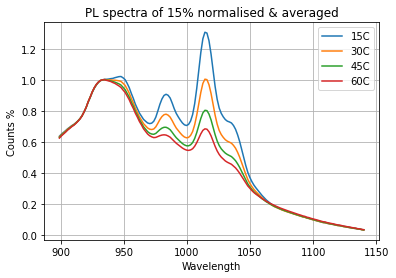 PL spectra of 15% normalised & averaged
15C
30C
45C
60C
Counts %
1.2
1.0
0.8
0.6
0.4
0.2
0.0
900 950 1000 1050 1100 1150
Wavelength